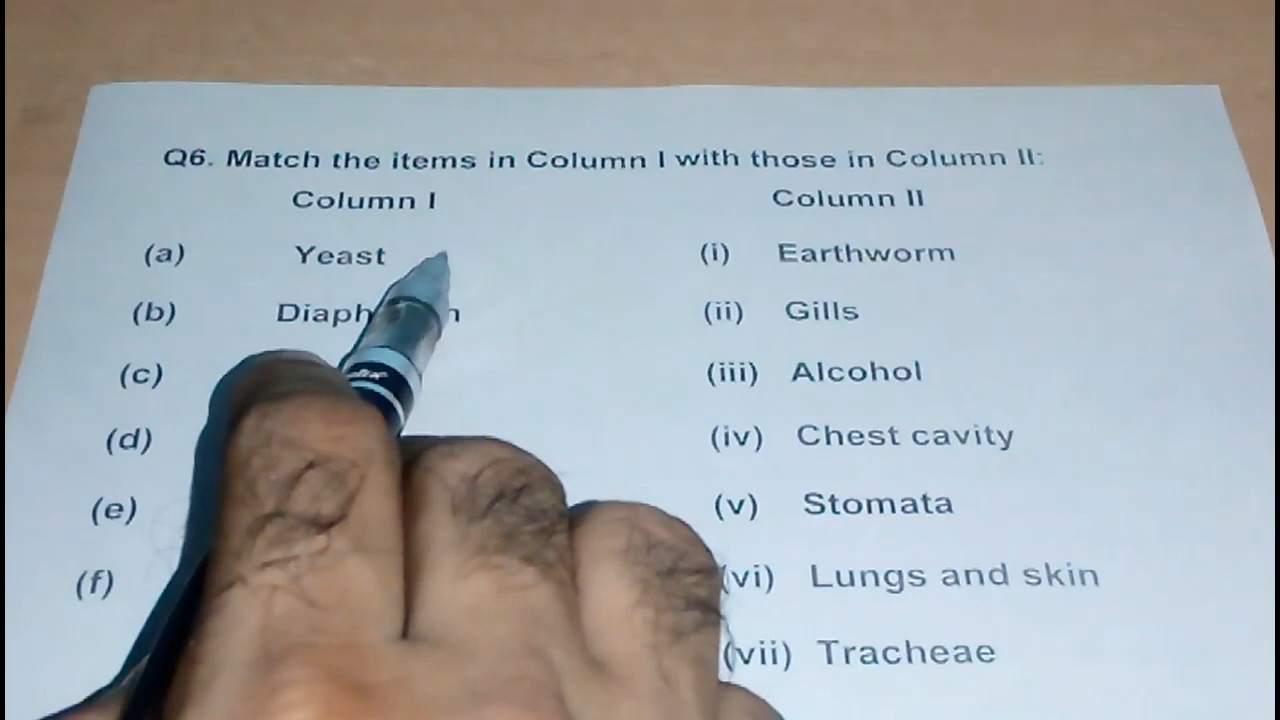 Q6. Match the items in Column I with those in Column II:
Column I Column II
(a) Yeast (i) Earthworm
(b) (ii) Gills
(c) (iii) Alcohol
(d) (iv) Chest cavity
(e) (v) Stomata
(f) (vi) Lungs and skin
(vii) Tracheae